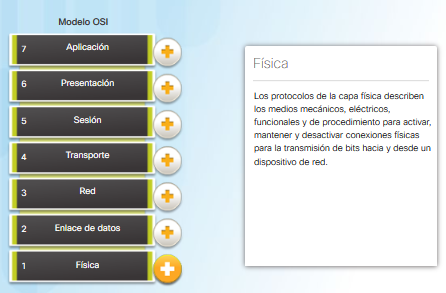 Modelo OSI
7 Aplicación
6 Presentación
5 Sesión
4 Transporte
3 Red
2 Enlace de datos
1 Física
Física
Los protocolos de la capa física describen
los medios mecánicos, eléctricos,
funcionales y de procedimiento para activar,
mantener y desactivar conexiones físicas
para la transmisión de bits hacia y desde un
dispositivo de red.